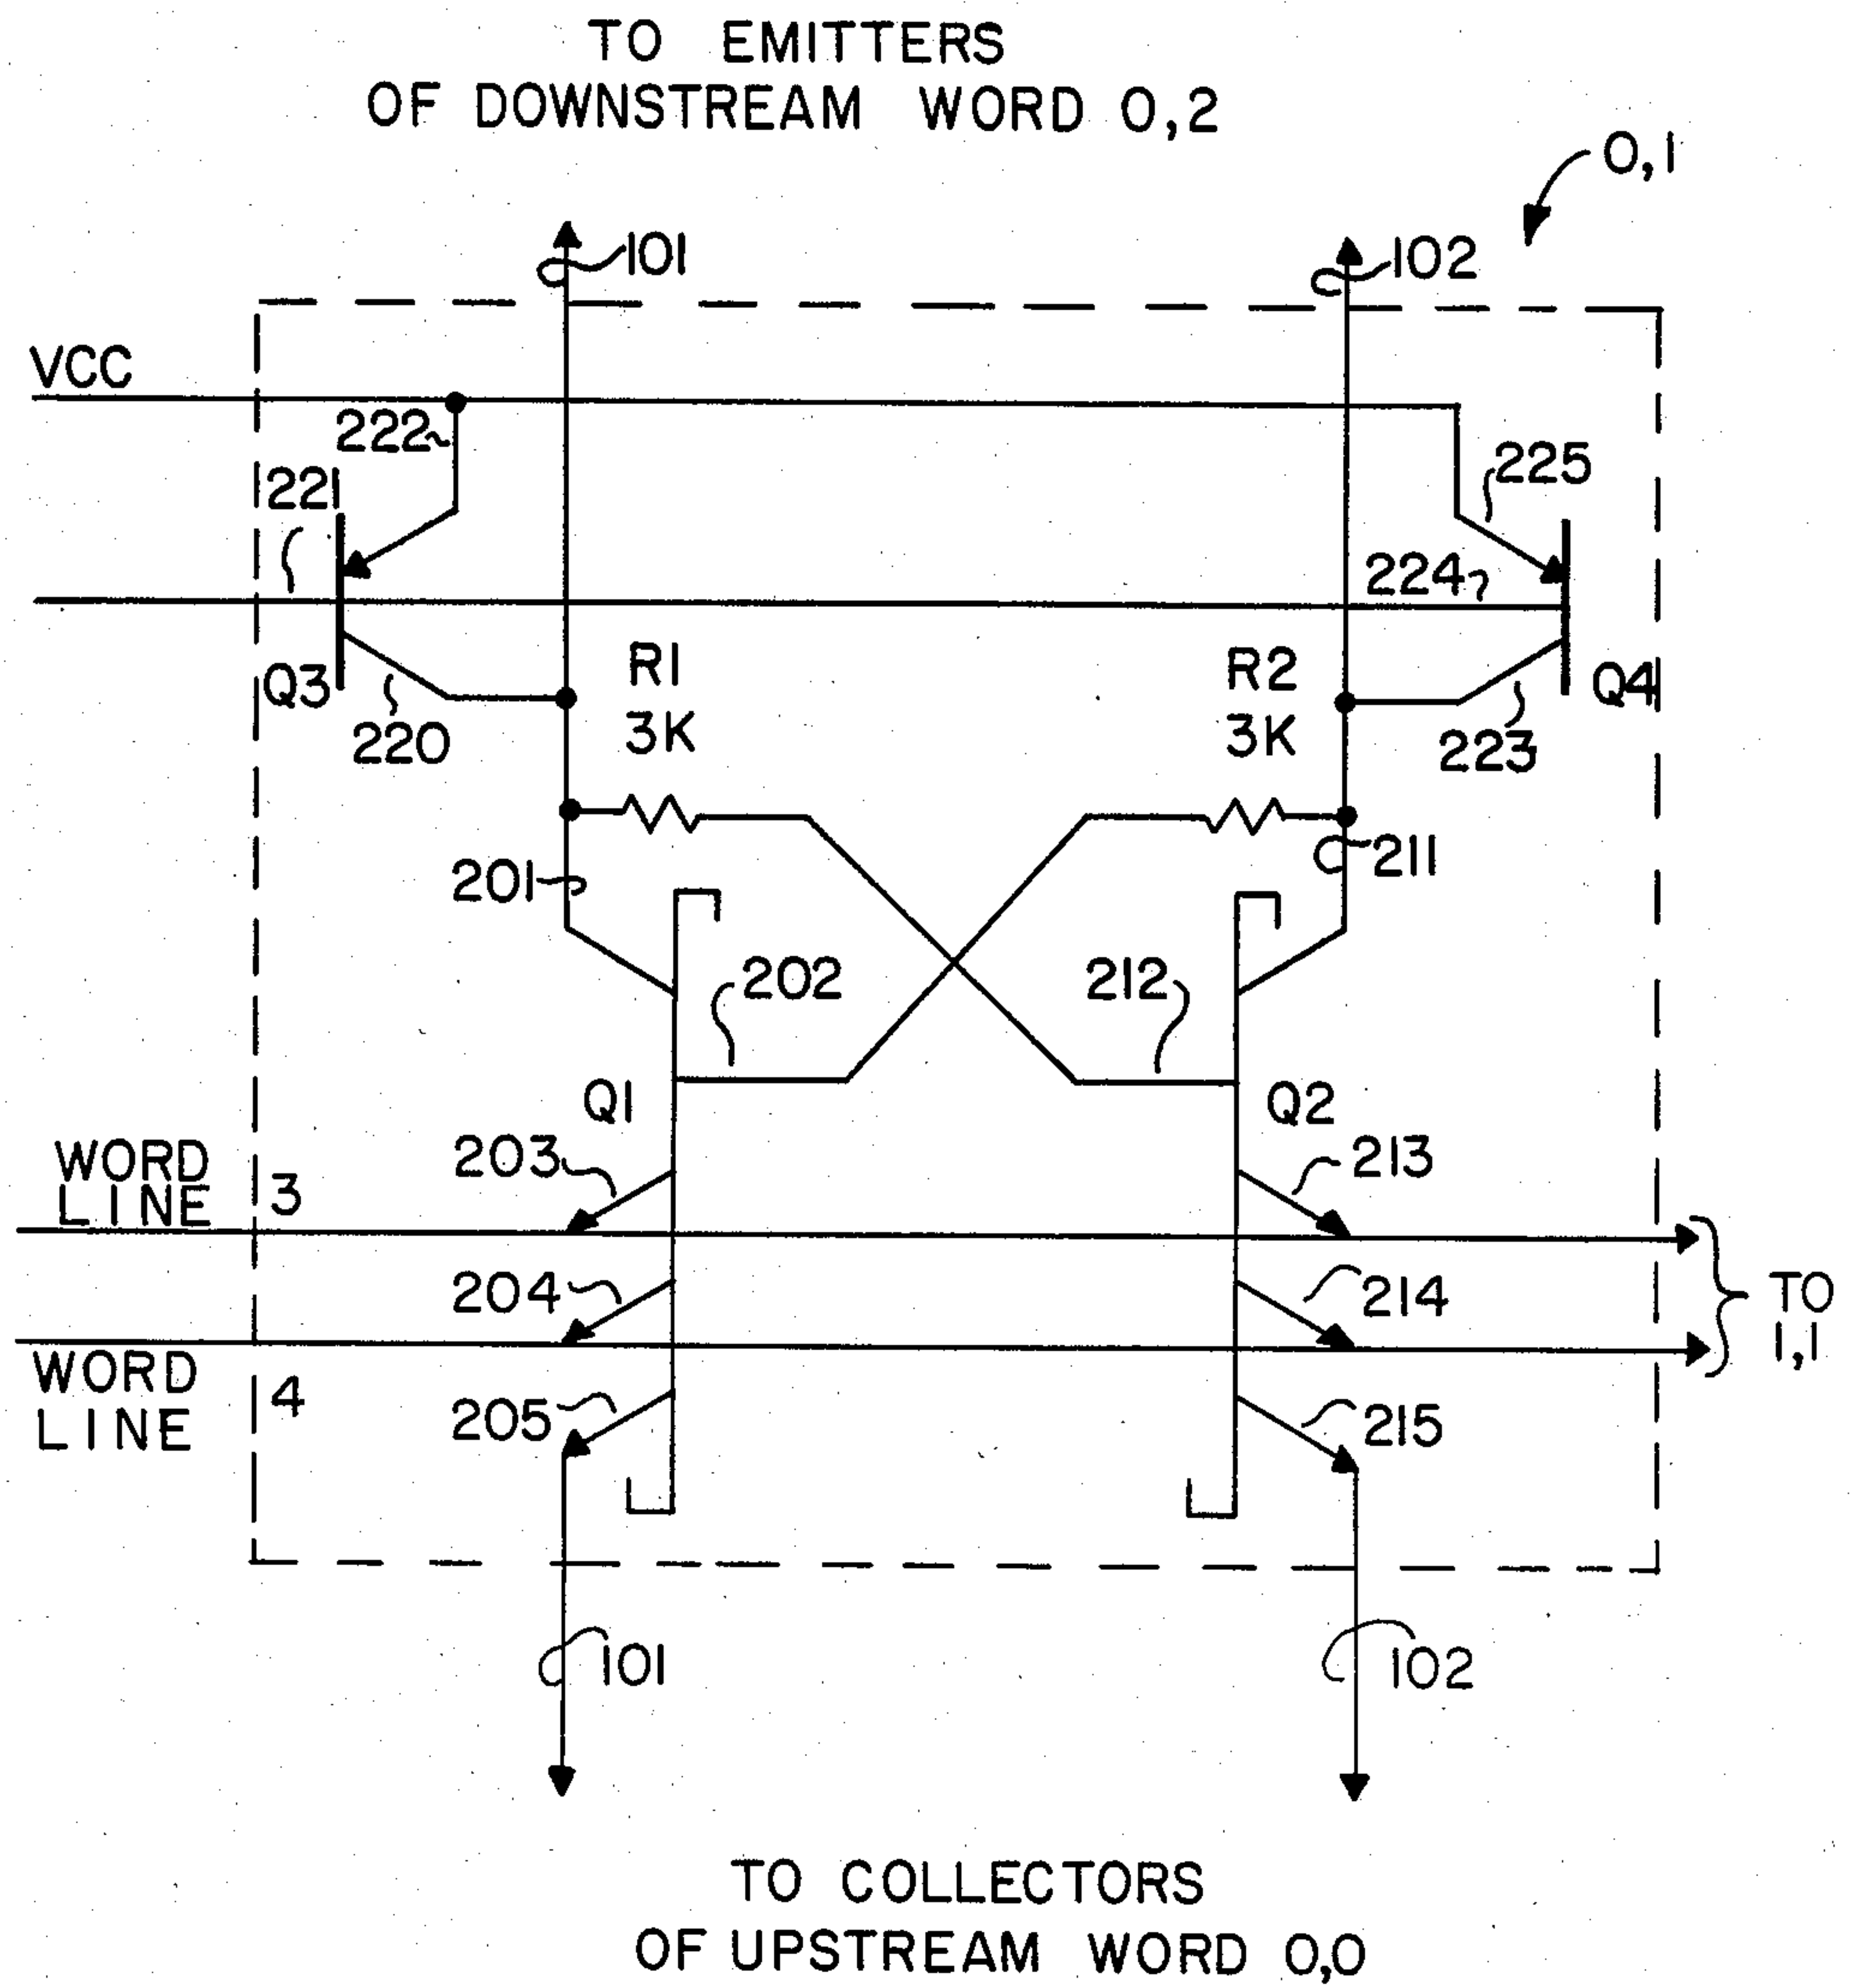 TO EMITTERS
OF DOWNSTREAM WORD 0,2
0,1
101
102
VCC
222
225
221
224
Q3
R1
3K
R2
3K
Q4
220
223
201
211
202
212
Q1
Q2
203
213
WORD
LINE
3
204
214
TO
1,1
WORD
LINE
4
205
215
101
102
TO COLLECTORS
OF UPSTREAM WORD 0,0